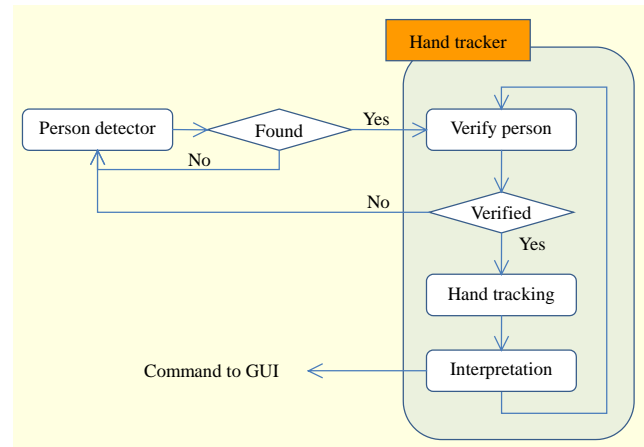 Hand tracker
Person detector
Found
Yes
Verify person
No
No
Verified
Yes
Hand tracking
Command to GUI
Interpretation